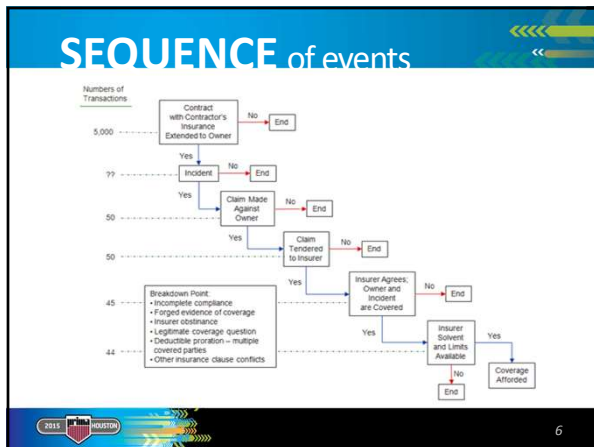 SEQUENCE of events
Numbers of
Transactions
Contract
with Contractor's
Insurance
Extended to Owner
No
End
5,000
Yes
??
Incident
No
End
Yes
Claim Made
Against
Owner
No
End
50
Yes
Claim
Tendered
to Insurer
No
End
50
Yes
Insurer Agrees;
Owner and
Incident
are Covered
No
End
45
Breakdown Point:
• Incomplete compliance
• Forged evidence of coverage
• Insurer obstinance
• Legitimate coverage question
• Deductible proration – multiple
covered parties
• Other insurance clause conflicts
Yes
Insurer
Solvent
and Limits
Available
Yes
44
No
Coverage
Afforded
End
2015 prima HOUSTON
6